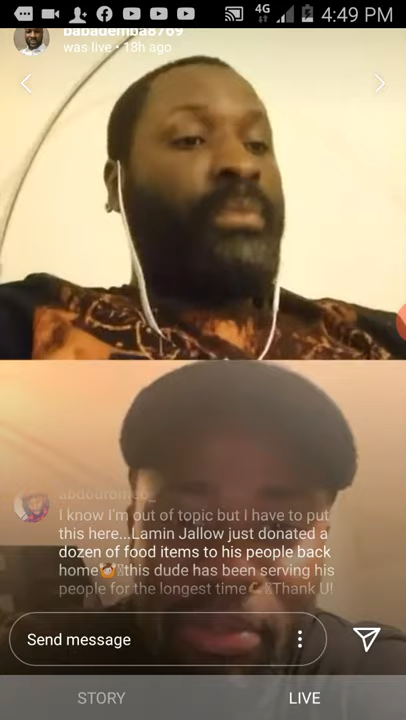 4G
4:49 PM
babademba8769
was live • 18h ago
abdouromeo_
I know I'm out of topic but I have to put
this here...Lamin Jallow just donated a
dozen of food items to his people back
home this dude has been serving his
people for the longest time Thank U!
Send message
STORY
LIVE